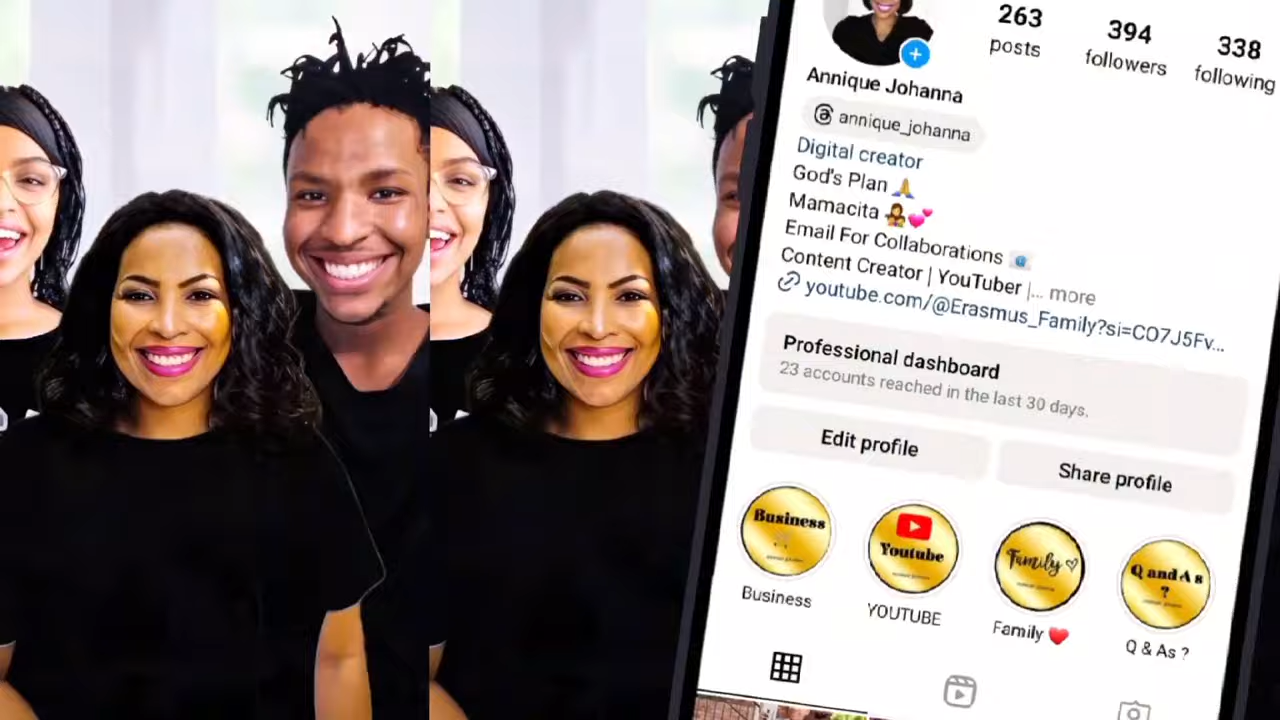 263
posts
394
followers
338
following
Annique Johanna
annique_johanna
Digital creator
God's Plan 🙏
Mamacita 👩‍👧💕
Email For Collaborations 📧
Content Creator | YouTuber |... more
youtube.com/@Erasmus_Family?si=CO7J5Fv...
Professional dashboard
23 accounts reached in the last 30 days.
Edit profile
Share profile
Business
Youtube
Family
Q and A s
?
Business
YOUTUBE
Family ❤️
Q & As ?